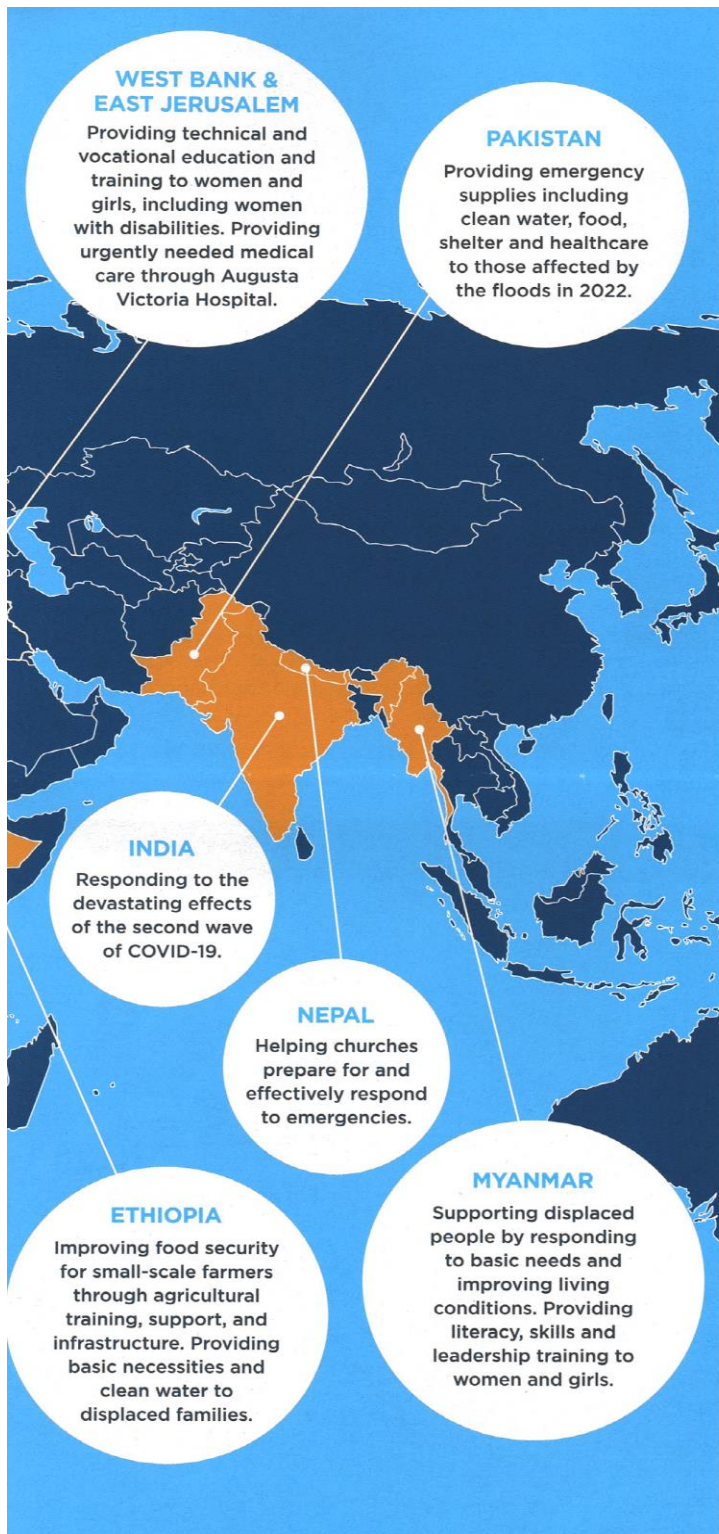 WEST BANK &
EAST JERUSALEM
Providing technical and
vocational education and
training to women and
girls, including women
with disabilities. Providing
urgently needed medical
care through Augusta
Victoria Hospital.
PAKISTAN
Providing emergency
supplies including
clean water, food,
shelter and healthcare
to those affected by
the floods in 2022.
INDIA
Responding to the
devastating effects
of the second wave
of COVID-19.
NEPAL
Helping churches
prepare for and
effectively respond
to emergencies.
ETHIOPIA
Improving food security
for small-scale farmers
through agricultural
training, support, and
infrastructure. Providing
basic necessities and
clean water to
displaced families.
MYANMAR
Supporting displaced
people by responding
to basic needs and
improving living
conditions. Providing
literacy, skills and
leadership training to
women and girls.